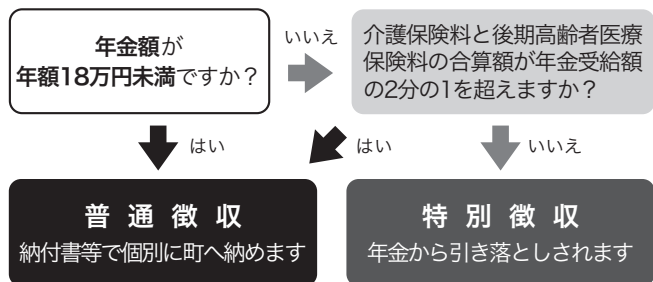 年金額が
年額18万円未満ですか？
いいえ
介護保険料と後期高齢者医療
保険料の合算額が年金受給額
の2分の1を超えますか？
はい
はい
いいえ
普通徴収
納付書等で個別に町へ納めます
特別徴収
年金から引き落としされます